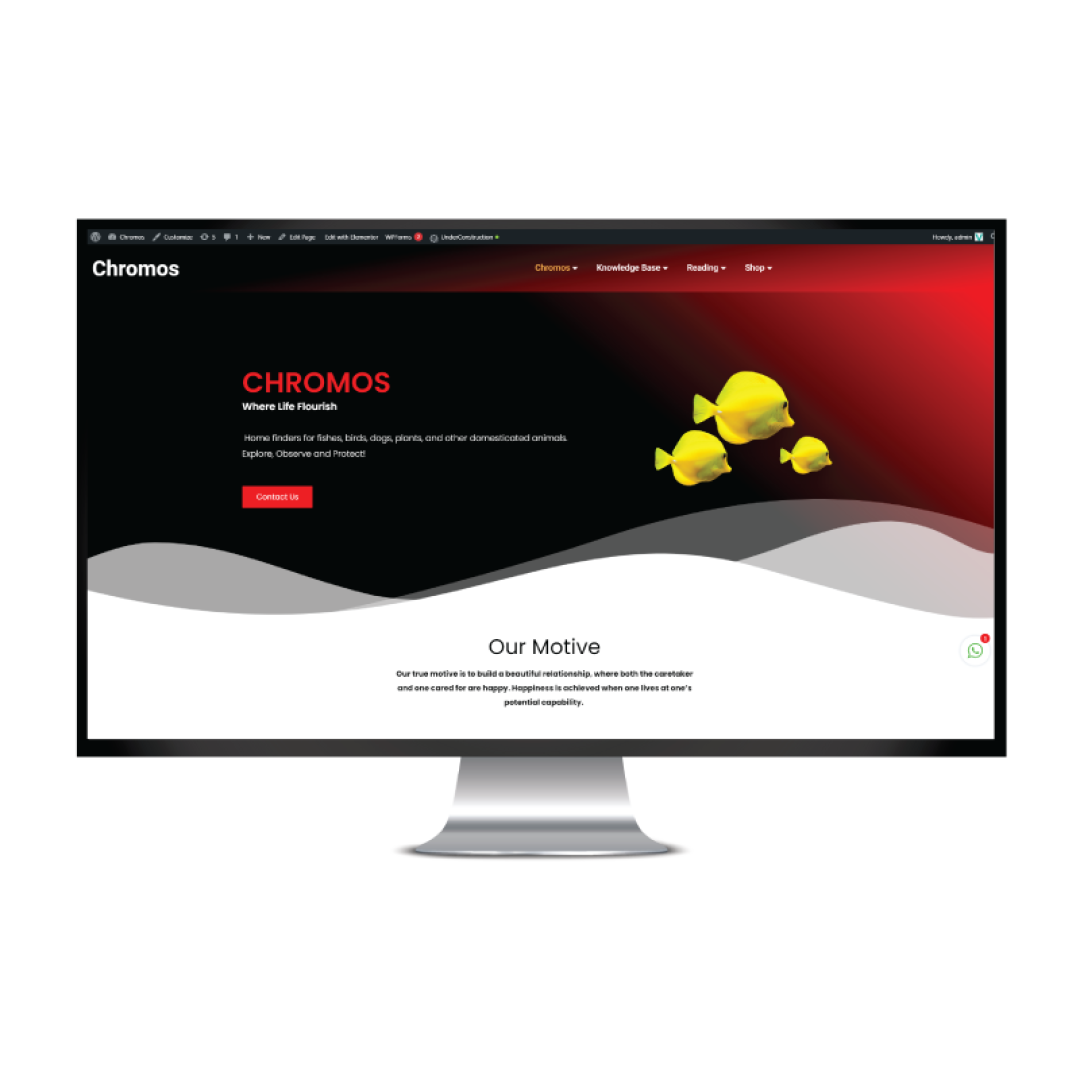 Chromos Customize 5 1 New Edit Page Edit with Elementor WPForms UnderConstruction Howdy, admin
Chromos Chromos Knowledge Base Reading Shop
CHROMOS
Where Life Flourish
Home finders for fishes, birds, dogs, plants, and other domesticated animals.
Explore, Observe and Protect!
Contact Us
Our Motive
1
Our true motive is to build a beautiful relationship, where both the caretaker
and one cared for are happy. Happiness is achieved when one lives at one's
potential capability.